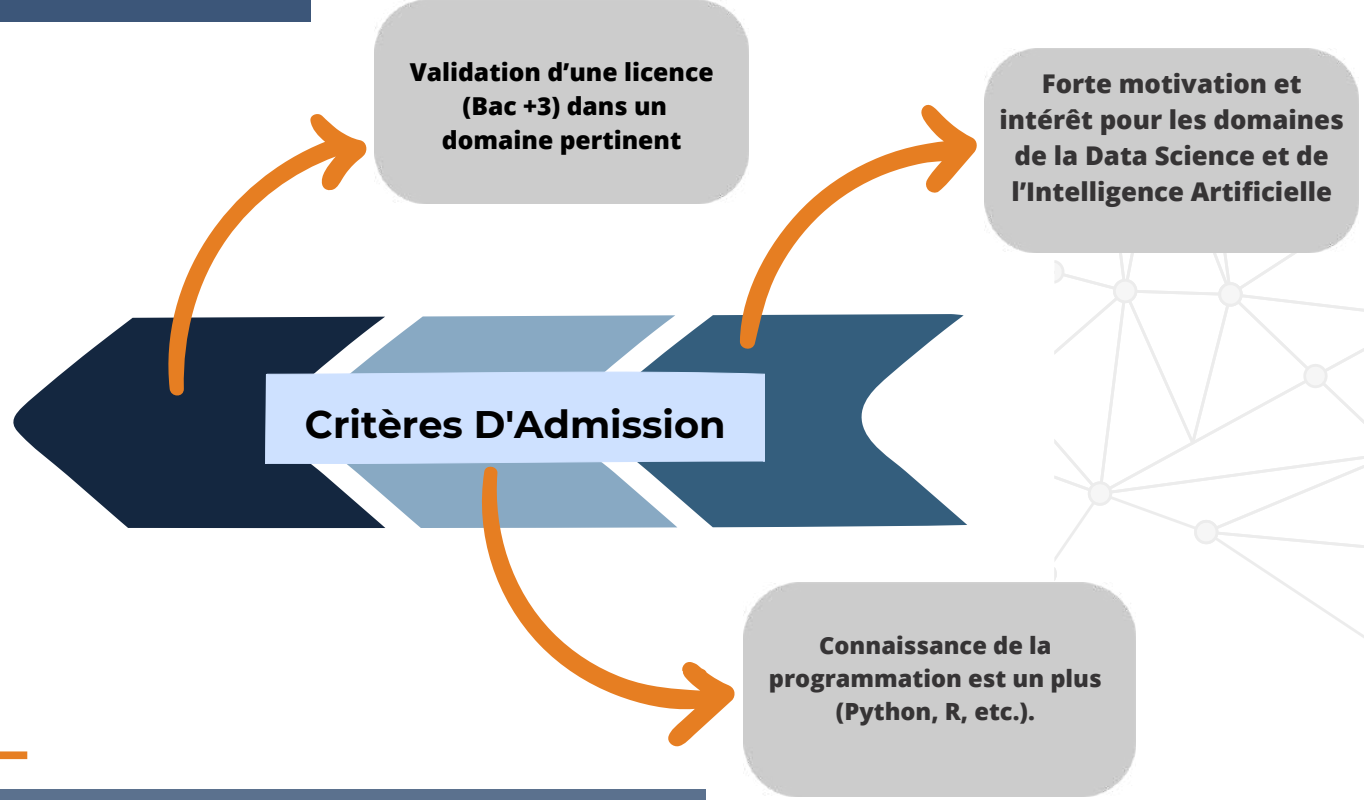 Validation d’une licence
(Bac +3) dans un
domaine pertinent
Forte motivation et
intérêt pour les domaines
de la Data Science et de
l’Intelligence Artificielle
Critères D'Admission
Connaissance de la
programmation est un plus
(Python, R, etc.).